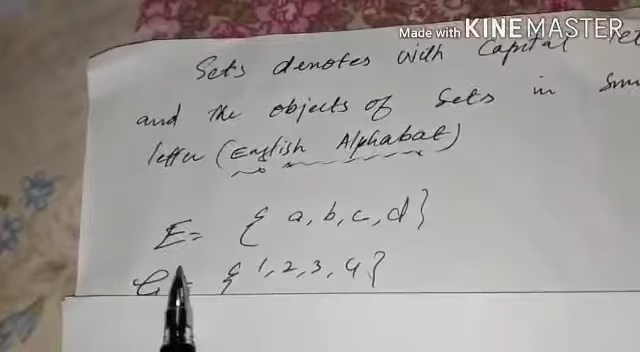 Made with KINEMASTER
Sets denotes with Capital
and the objects of Sets in
letter (English Alphabat)
E= { a, b, c, d}
= { 1, 2, 3, 4}